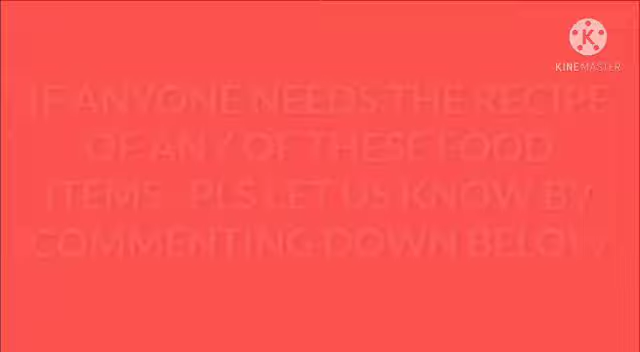 KINEMASTER
IF ANYONE NEEDS THE RECIPE
OF ANY OF THESE FOOD
ITEMS PLS LET US KNOW BY
COMMENTING DOWN BELOW